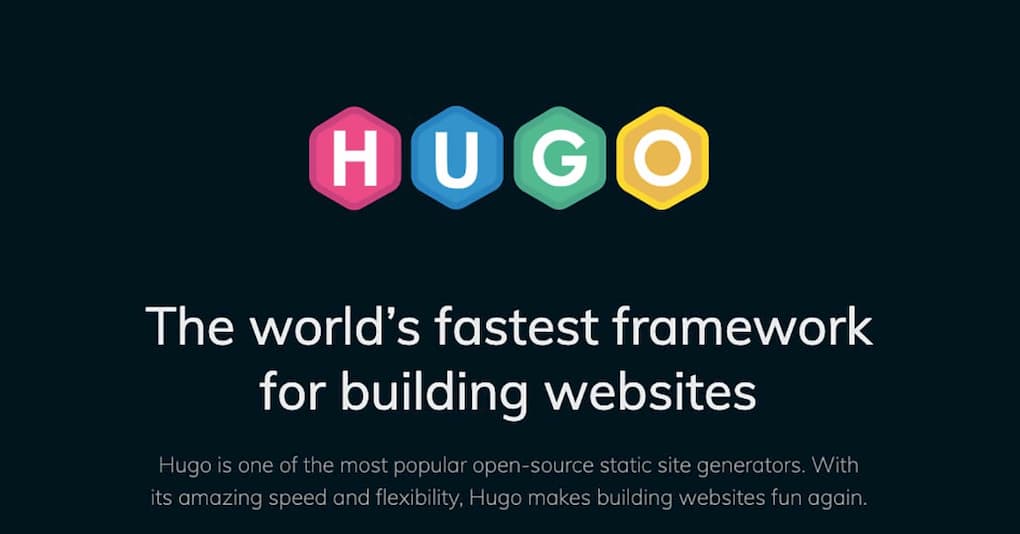 HUGO
The world’s fastest framework
for building websites
Hugo is one of the most popular open-source static site generators. With
its amazing speed and flexibility, Hugo makes building websites fun again.